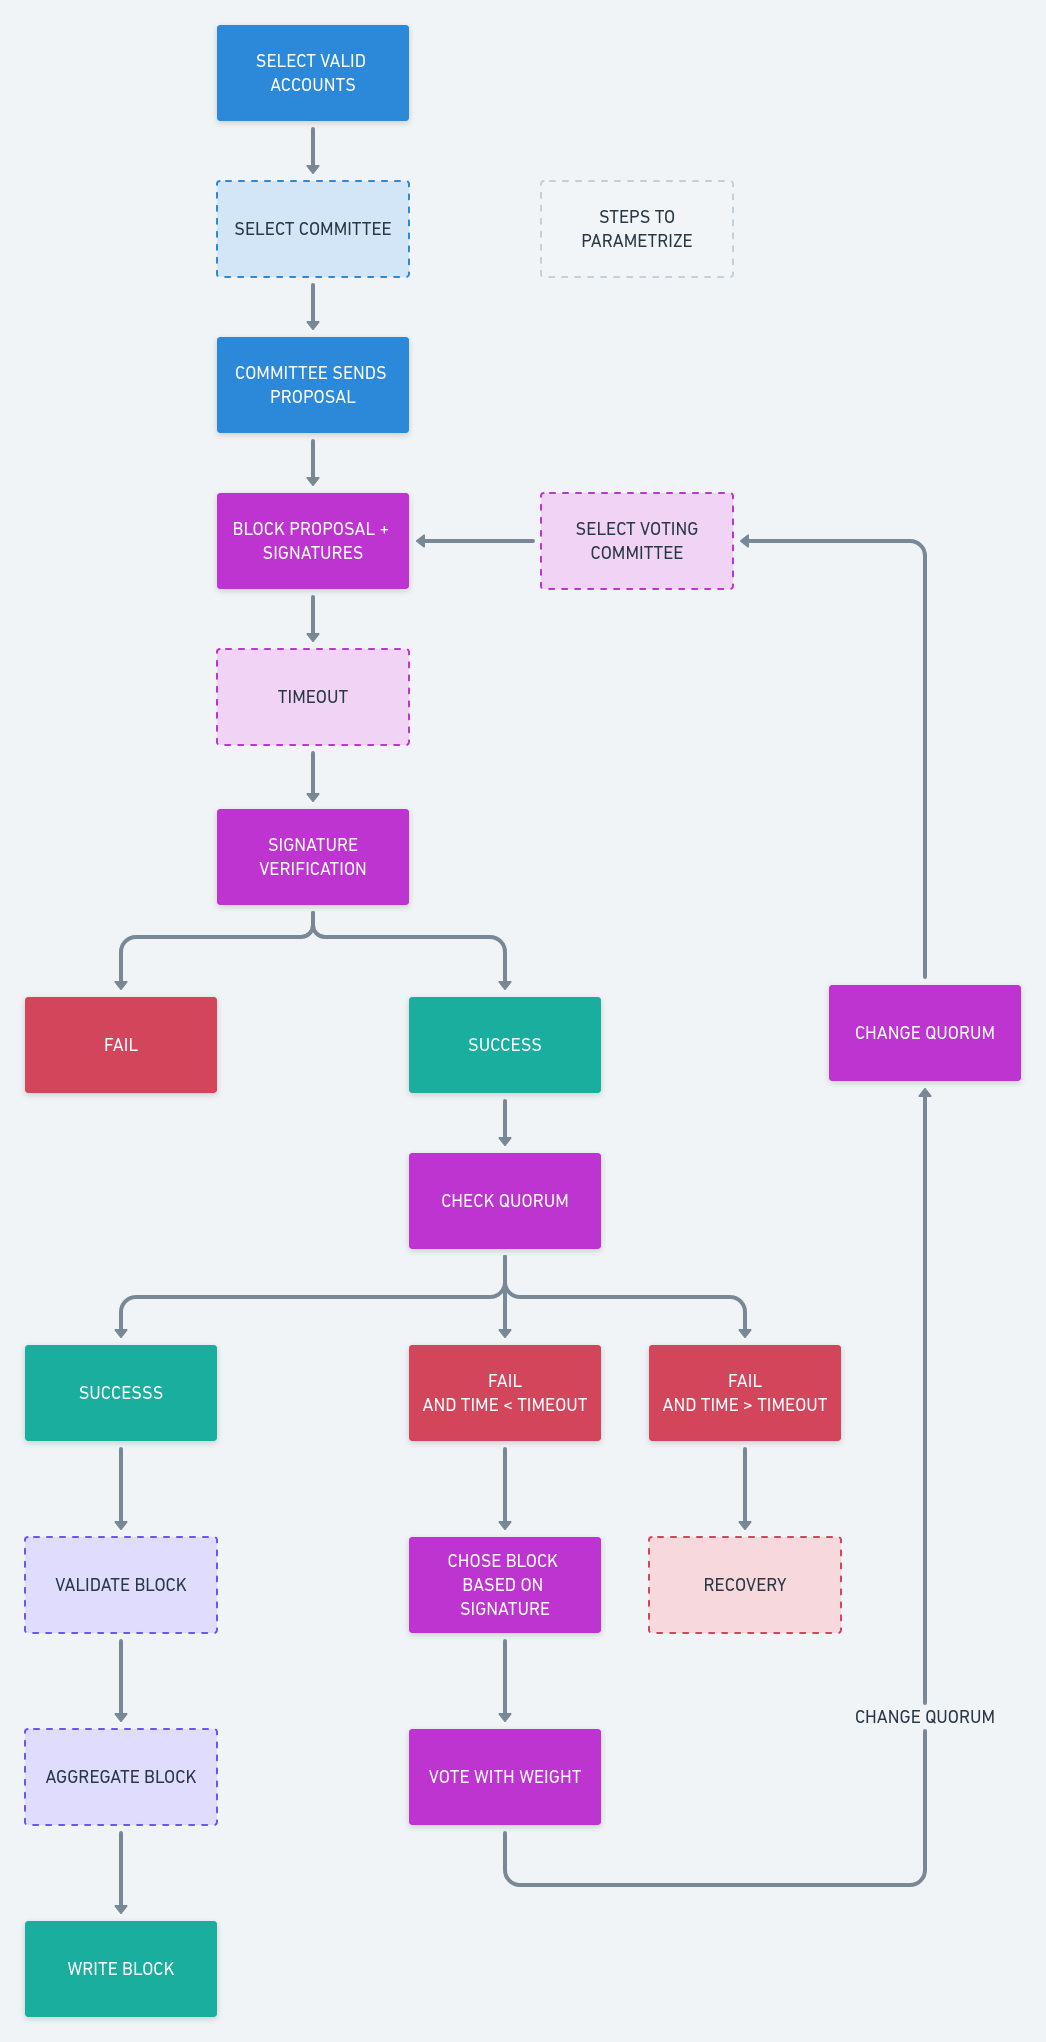 SELECT VALID
ACCOUNTS
SELECT COMMITTEE
STEPS TO
PARAMETRIZE
COMMITTEE SENDS
PROPOSAL
BLOCK PROPOSAL +
SIGNATURES
SELECT VOTING
COMMITTEE
TIMEOUT
SIGNATURE
VERIFICATION
FAIL
SUCCESS
CHANGE QUORUM
CHECK QUORUM
SUCCESSS
FAIL
AND TIME < TIMEOUT
FAIL
AND TIME > TIMEOUT
VALIDATE BLOCK
CHOSE BLOCK
BASED ON
SIGNATURE
RECOVERY
CHANGE QUORUM
AGGREGATE BLOCK
VOTE WITH WEIGHT
WRITE BLOCK